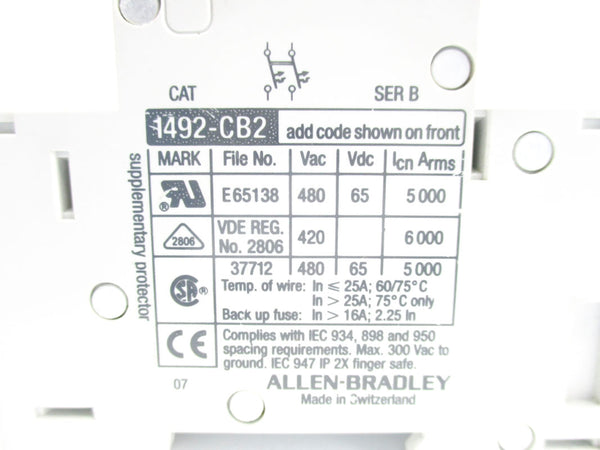 CAT SER B
1492-CB2 add code shown on front
MARK File No. Vac Vdc Icn Arms
E65138 480 65 5 000
VDE REG.
No. 2806 420 6 000
2806
37712 480 65 5 000
Temp. of wire: In ≤ 25A; 60/75°C
In > 25A; 75°C only
Back up fuse: In > 16A; 2.25 In
Complies with IEC 934, 898 and 950
spacing requirements. Max. 300 Vac to
ground. IEC 947 IP 2X finger safe.
07 ALLEN-BRADLEY
Made in Switzerland
supplementary protector
RU
®
SA
®
CE